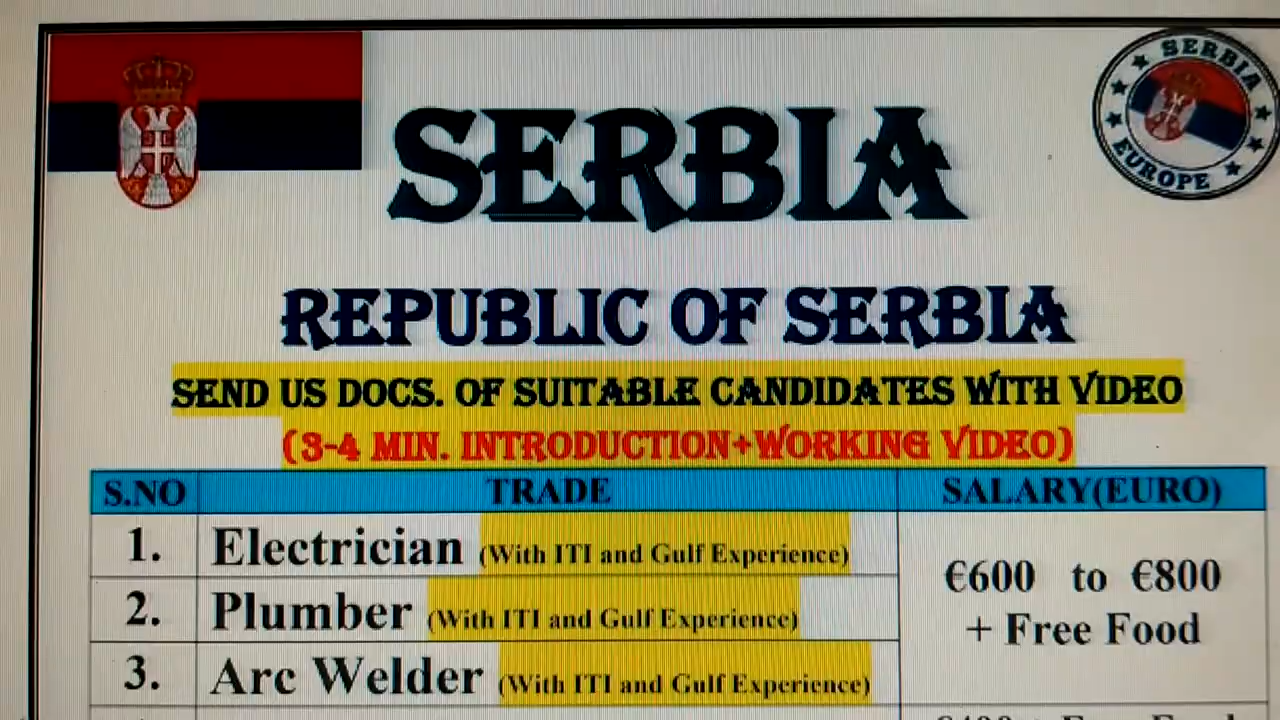 SERBIA
EUROPE
SERBIA
REPUBLIC OF SERBIA
SEND US DOCS. OF SUITABLE CANDIDATES WITH VIDEO
(3-4 MIN. INTRODUCTION+WORKING VIDEO)
S.NO TRADE SALARY(EURO)
1. Electrician (With ITI and Gulf Experience)
€600 to €800
2. Plumber (With ITI and Gulf Experience)
+ Free Food
3. Arc Welder (With ITI and Gulf Experience)